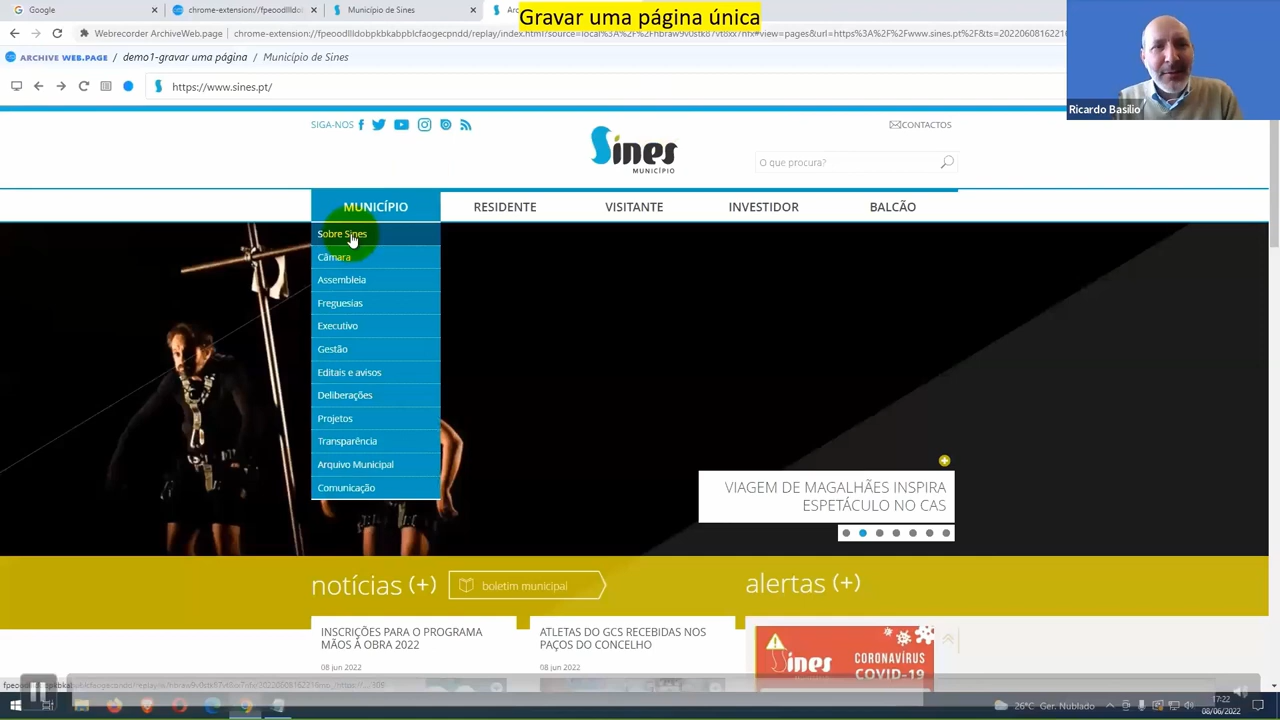 Gravar uma página única
Google
chrome-extension://fpeoodllldobpkbkabpblcfaogecpndd
Município de Sines
Ricardo Basílio
Webrecorder ArchiveWeb.page
ARCHIVE WEB.PAGE / demo1-gravar uma página / Município de Sines
https://www.sines.pt/
SIGA-NOS
CONTACTOS
Sines
MUNICÍPIO
O que procura?
MUNICÍPIO RESIDENTE VISITANTE INVESTIDOR BALCÃO
Sobre Sines
Câmara
Assembleia
Freguesias
Executivo
Gestão
Editais e avisos
Deliberações
Projetos
Transparência
Arquivo Municipal
Comunicação
VIAGEM DE MAGALHÃES INSPIRA
ESPETÁCULO NO CAS
notícias (+)
boletim municipal
alertas (+)
INSCRIÇÕES PARA O PROGRAMA
MÃOS À OBRA 2022
08 jun 2022
ATLETAS DO GCS RECEBIDAS NOS
PAÇOS DO CONCELHO
08 jun 2022
Sines
CORONAVÍRUS
COVID-19
26°C Ger. Nublado
17:22
08/06/2022